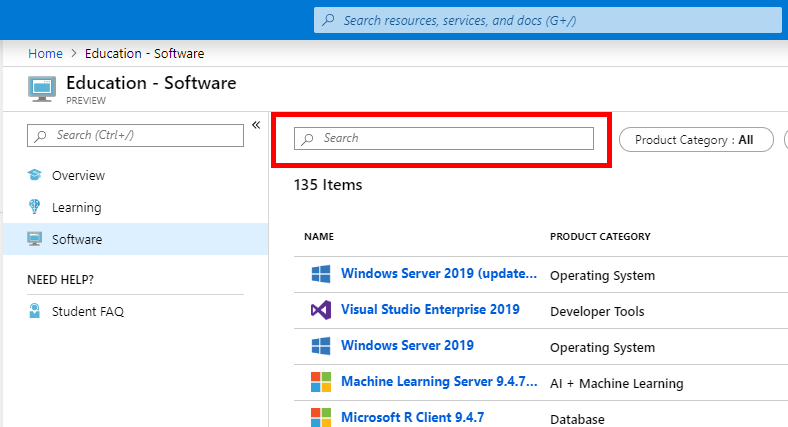 Search resources, services, and docs (G+/)
Home > Education - Software
Education - Software
PREVIEW
Search (Ctrl+/)
«
Search
Product Category : All
Overview
Learning
Software
NEED HELP?
Student FAQ
135 Items
NAME PRODUCT CATEGORY
Windows Server 2019 (update... Operating System
Visual Studio Enterprise 2019 Developer Tools
Windows Server 2019 Operating System
Machine Learning Server 9.4.7... AI + Machine Learning
Microsoft R Client 9.4.7 Database